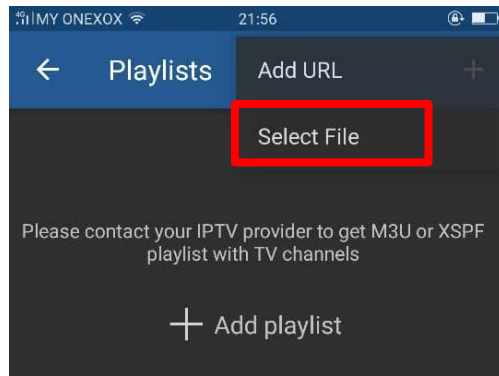 4G MY ONEXOX 21:56
Playlists
Add URL
Select File
Please contact your IPTV provider to get M3U or XSPF
playlist with TV channels
Add playlist